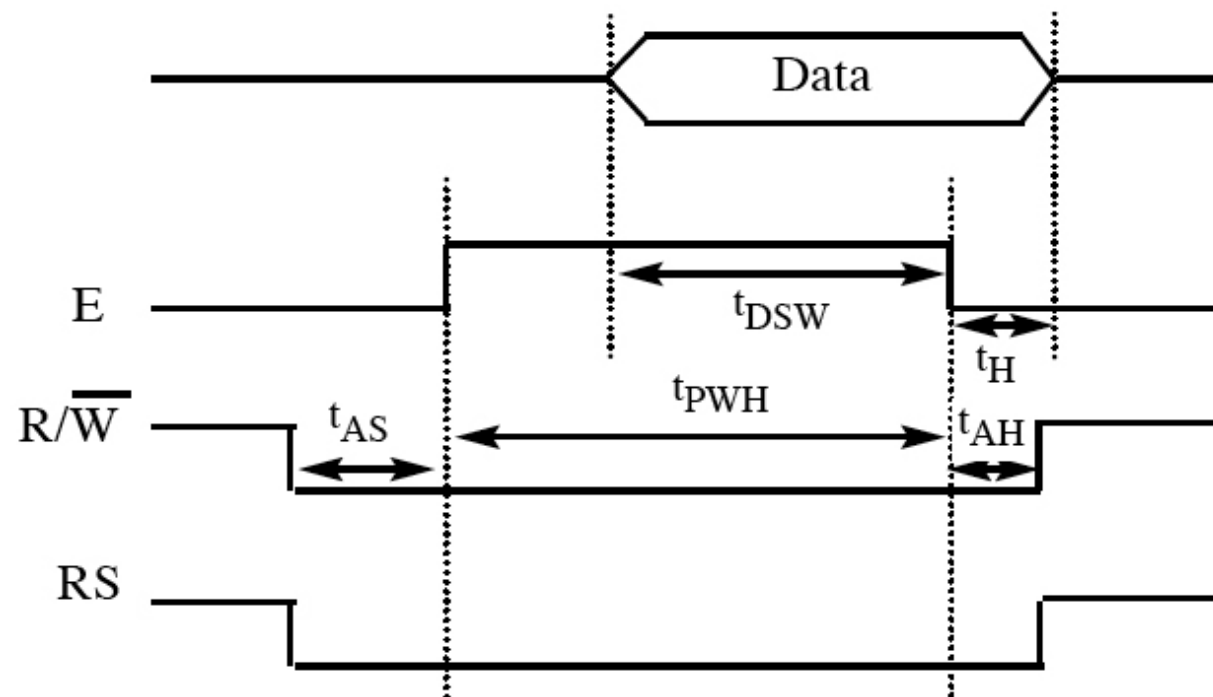 Data
E
tDSW
tH
R/W̅
tAS
tPWH
tAH
RS